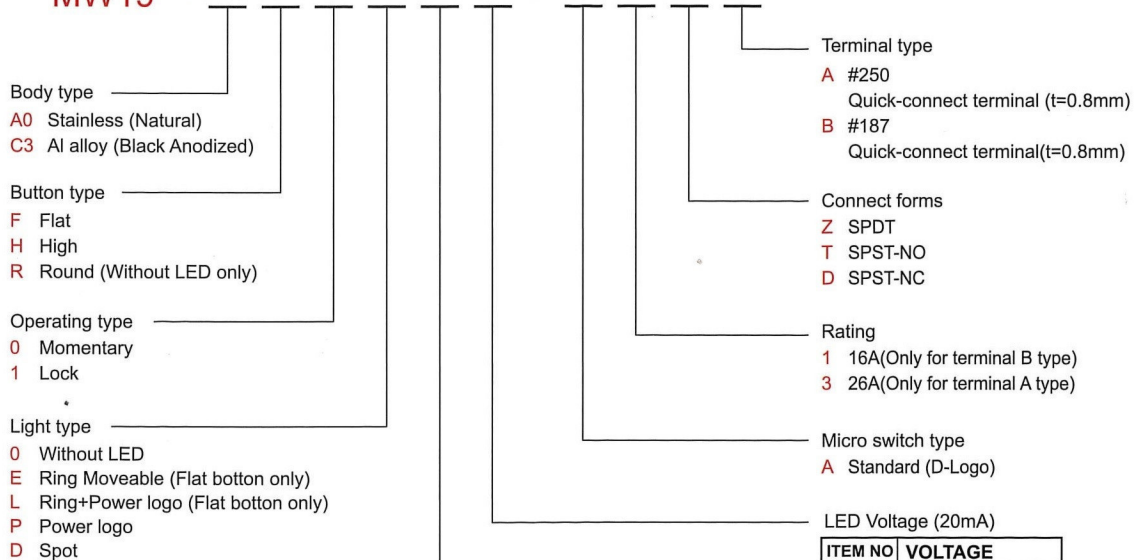 Terminal type
A #250
Quick-connect terminal (t=0.8mm)
B #187
Quick-connect terminal(t=0.8mm)
Body type
A0 Stainless (Natural)
C3 Al alloy (Black Anodized)
Button type
F Flat
H High
R Round (Without LED only)
Connect forms
Z SPDT
T SPST-NO
D SPST-NC
Operating type
0 Momentary
1 Lock
Rating
1 16A(Only for terminal B type)
3 26A(Only for terminal A type)
Light type
0 Without LED
E Ring Moveable (Flat botton only)
L Ring+Power logo (Flat botton only)
P Power logo
D Spot
Micro switch type
A Standard (D-Logo)
LED Voltage (20mA)
ITEM NO VOLTAGE